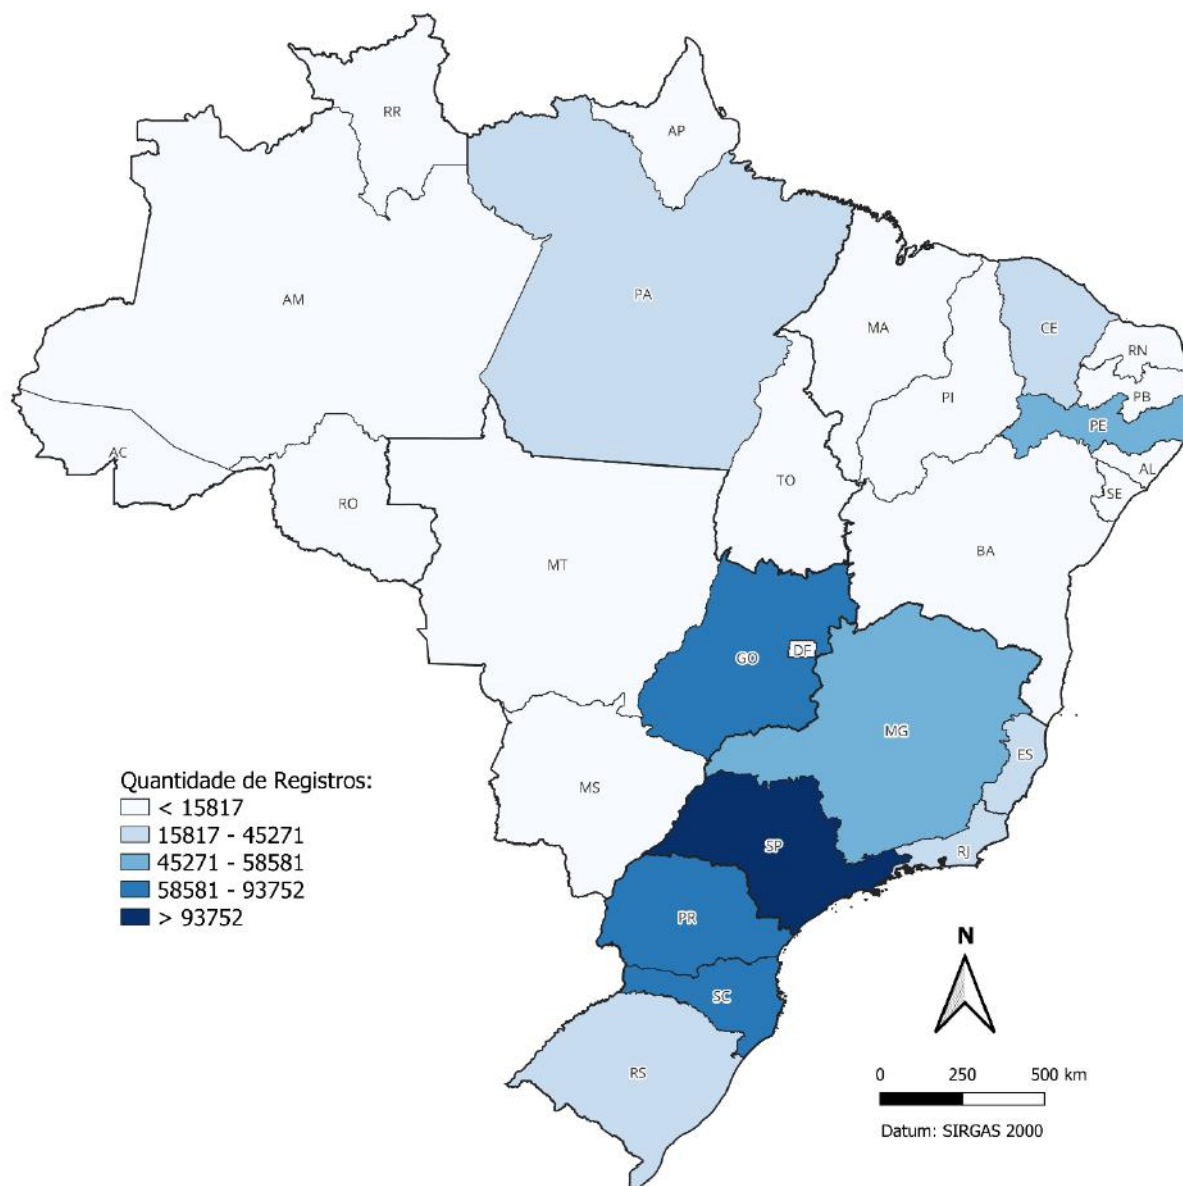 RR
AP
AM
PA
MA
CE
RN
PI
PB
PE
AC
AL
TO
SE
RO
BA
MT
DF
GO
MG
ES
MS
SP
RJ
PR
SC
RS
Quantidade de Registros:
< 15817
15817 - 45271
45271 - 58581
58581 - 93752
> 93752
N
0 250 500 km
Datum: SIRGAS 2000